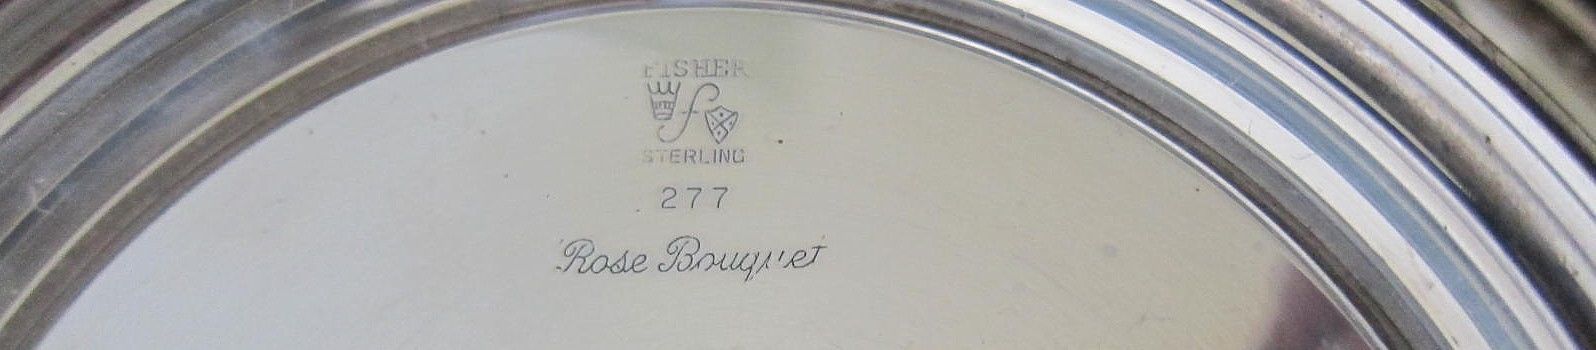 FISHER
f
STERLING
277
Rose Bouquet